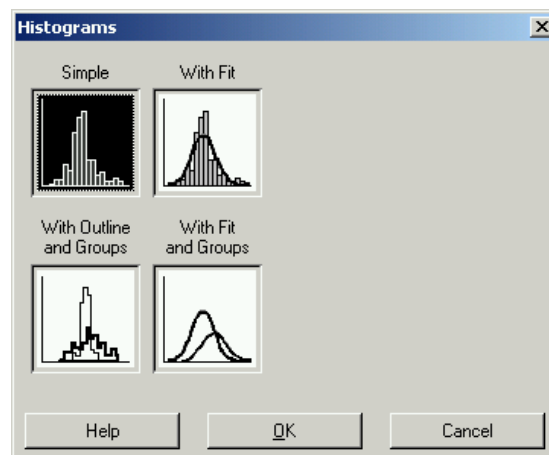 Histograms
Simple
With Fit
With Outline
and Groups
With Fit
and Groups
Help
OK
Cancel